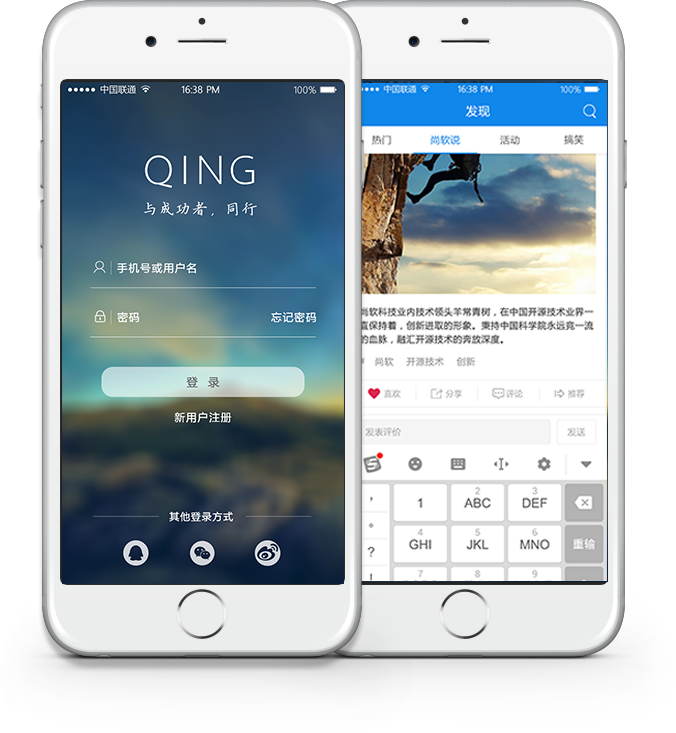 中国联通 16:38 PM 100%
QING
与成功者，同行
手机号或用户名
密码 忘记密码
登 录
新用户注册
其他登录方式
中国联通 16:38 PM 100%
发现
热门 尚软说 活动 搞笑
尚软科技业内技术领头羊常青树，在中国开源技术业界一
直保持着，创新进取的形象。秉持中国科学院永远竞一流
的血脉，融汇开源技术的奔放深度。
尚软 开源技术 创新
喜欢 分享 评论 推荐
发表评价 发送
, 1 2 ABC 3 DEF
。 4 GHI 5 JKL 6 MNO 重输
?
! 7 8 9